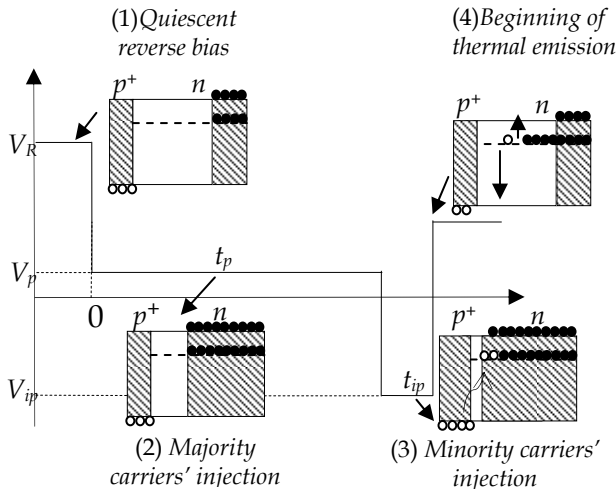 (1) Quiescent
reverse bias
(4) Beginning of
thermal emission
p+ n
p+ n
V_R
V_p
t_p
0
p+ n
p+ n
V_ip
t_ip
(2) Majority
carriers' injection
(3) Minority carriers'
injection